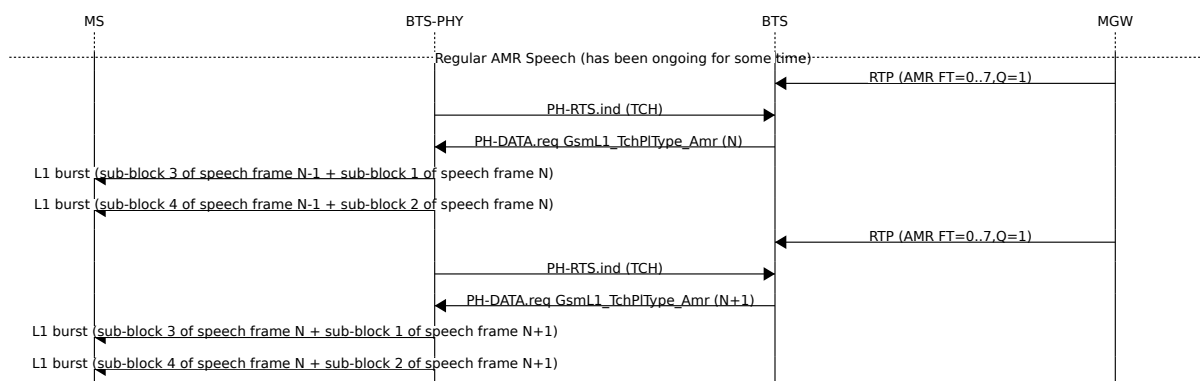 MS BTS-PHY BTS MGW
Regular AMR Speech (has been ongoing for some time)
RTP (AMR FT=0..7,Q=1)
PH-RTS.ind (TCH)
PH-DATA.req GsmL1_TchPlType_Amr (N)
L1 burst (sub-block 3 of speech frame N-1 + sub-block 1 of speech frame N)
L1 burst (sub-block 4 of speech frame N-1 + sub-block 2 of speech frame N)
RTP (AMR FT=0..7,Q=1)
PH-RTS.ind (TCH)
PH-DATA.req GsmL1_TchPlType_Amr (N+1)
L1 burst (sub-block 3 of speech frame N + sub-block 1 of speech frame N+1)
L1 burst (sub-block 4 of speech frame N + sub-block 2 of speech frame N+1)